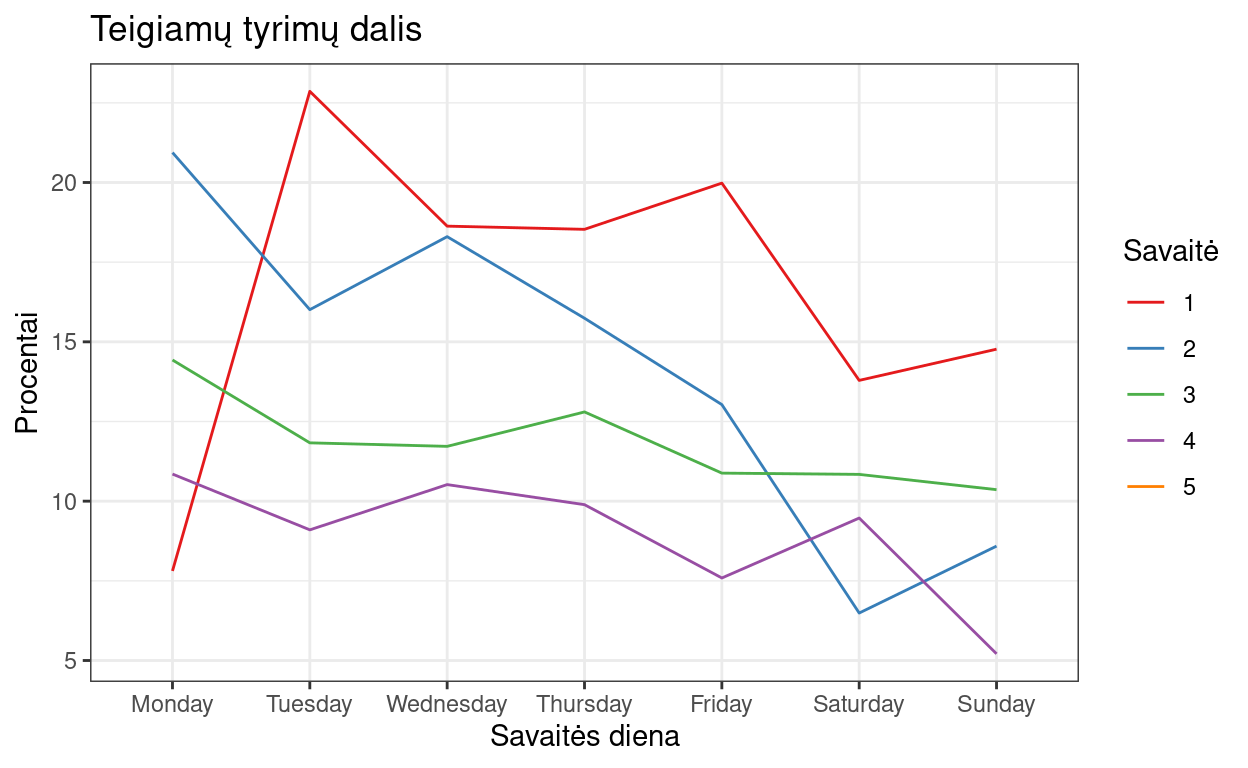 Teigiamų tyrimų dalis
Procentai
20
15
10
5
Monday Tuesday Wednesday Thursday Friday Saturday Sunday
Savaitės diena
Savaitė
1
2
3
4
5